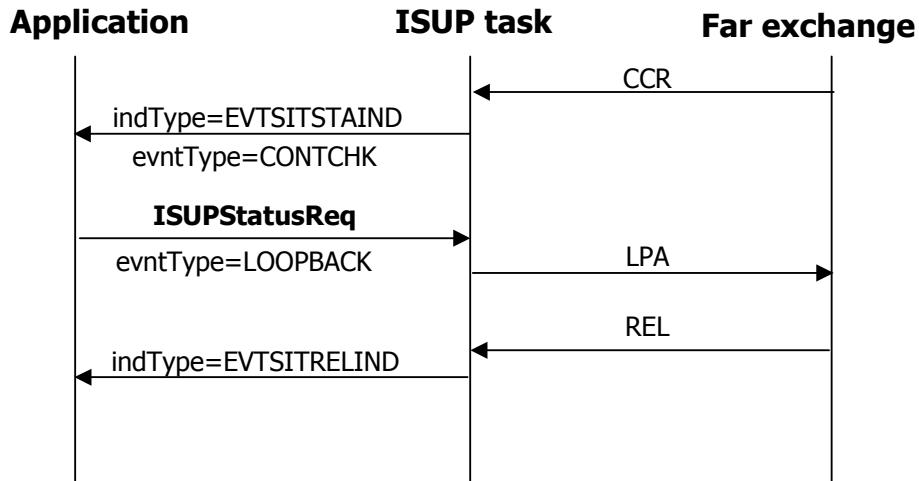 Application
ISUP task
Far exchange
CCR
indType=EVTSITSTAIND
evntType=CONTCHK
ISUPStatusReq
evntType=LOOPBACK
LPA
REL
indType=EVTSITRELIND